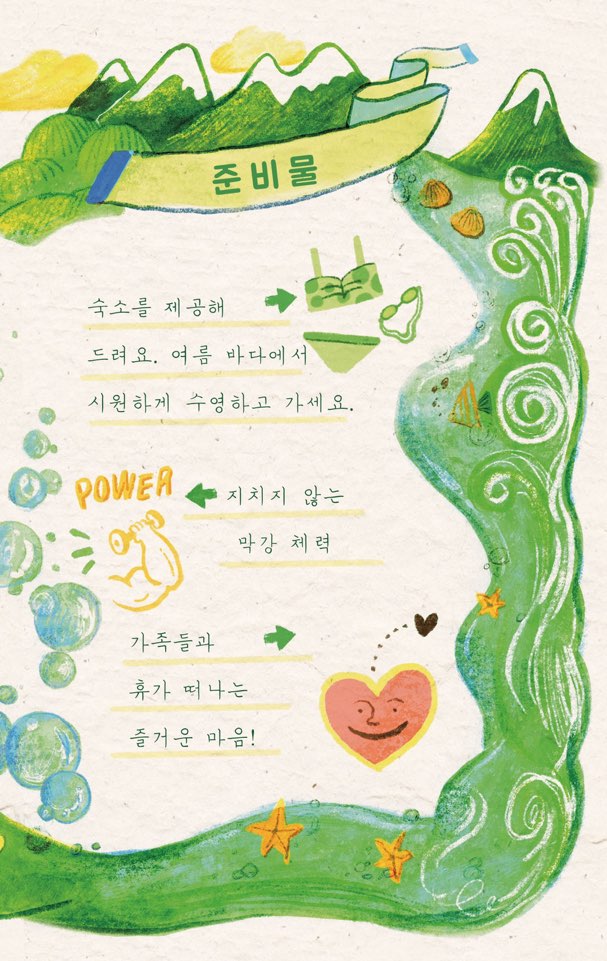 준비물
숙소를 제공해
드려요. 여름 바다에서
시원하게 수영하고 가세요.
POWER
지치지 않는
막강 체력
가족들과
휴가 떠나는
즐거운 마음!